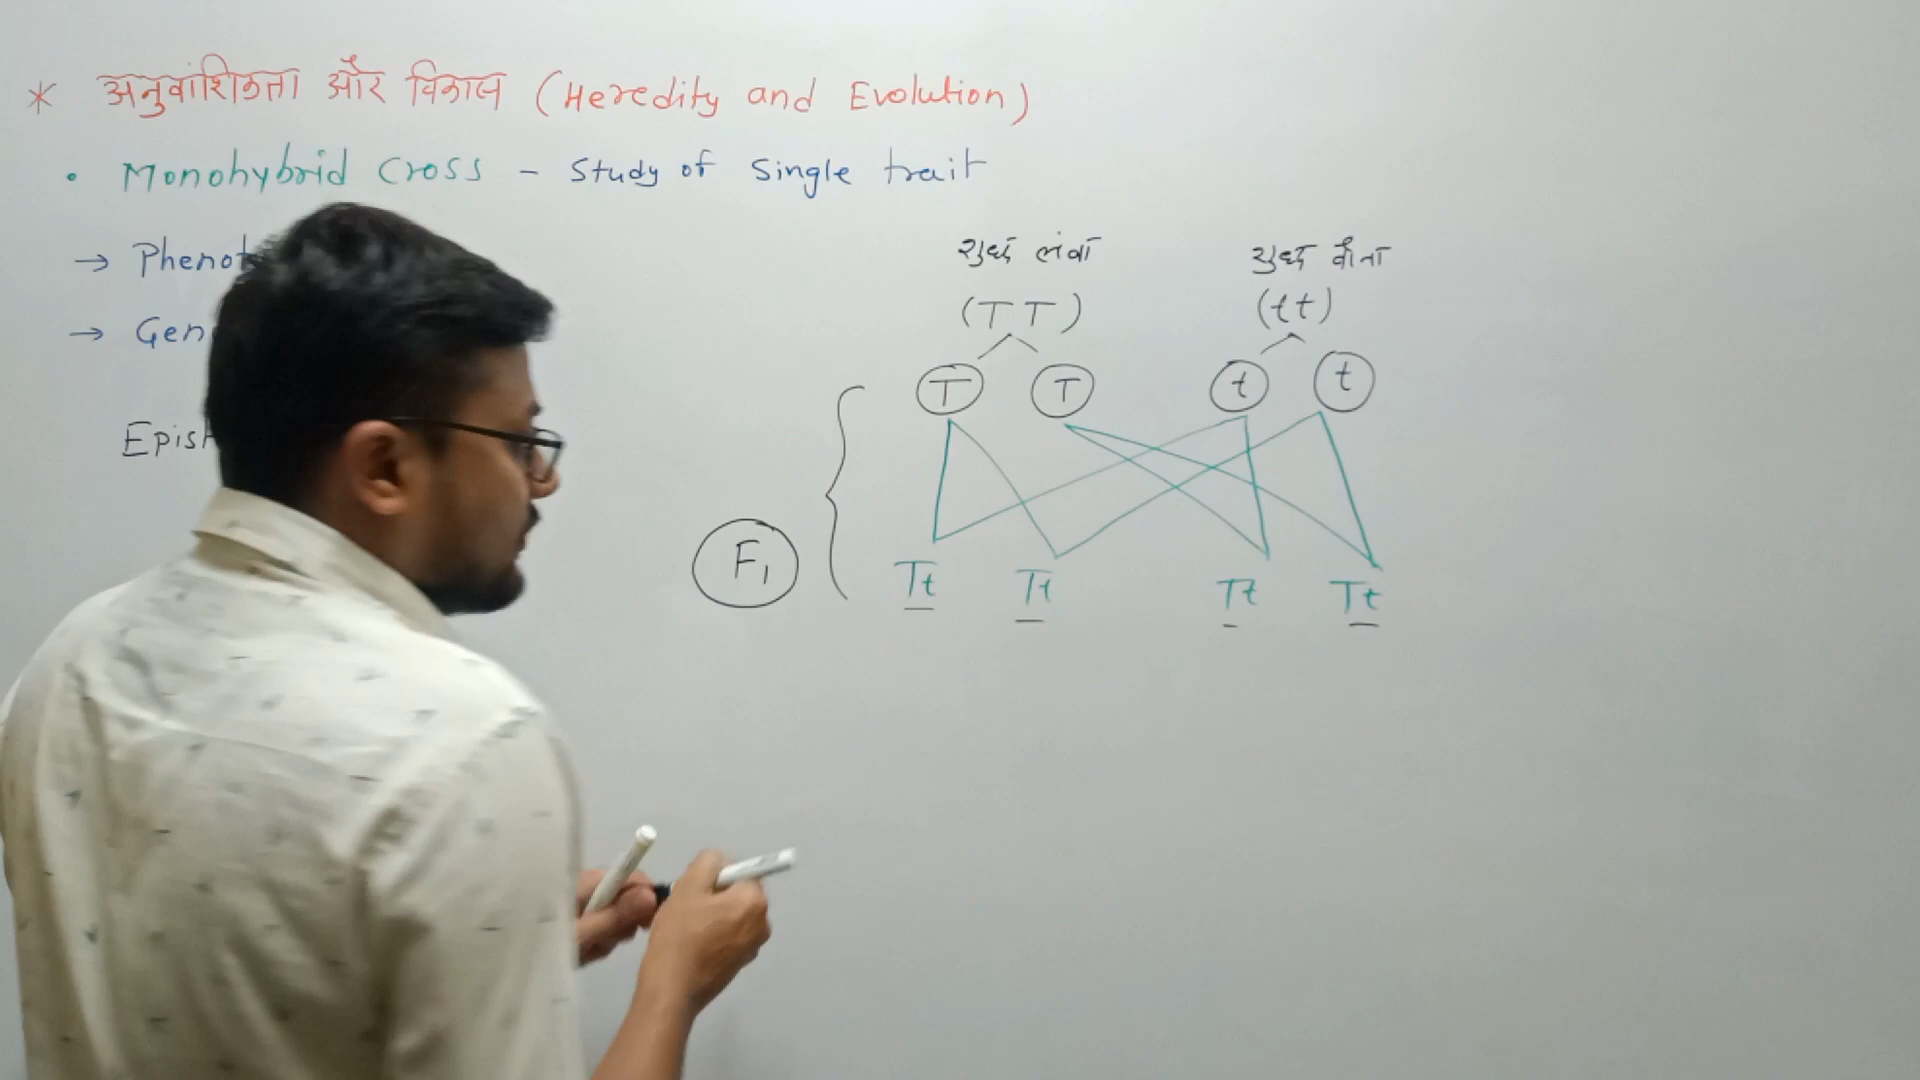 * अनुवांशिकता और विकास (Heredity and Evolution)
• Monohybrid Cross - Study of Single trait
→ Phenot
→ Gen
Epist
शुध्द लंबा शुध्द बौना
(TT) (tt)
T T t t
F1
Tt Tt Tt Tt